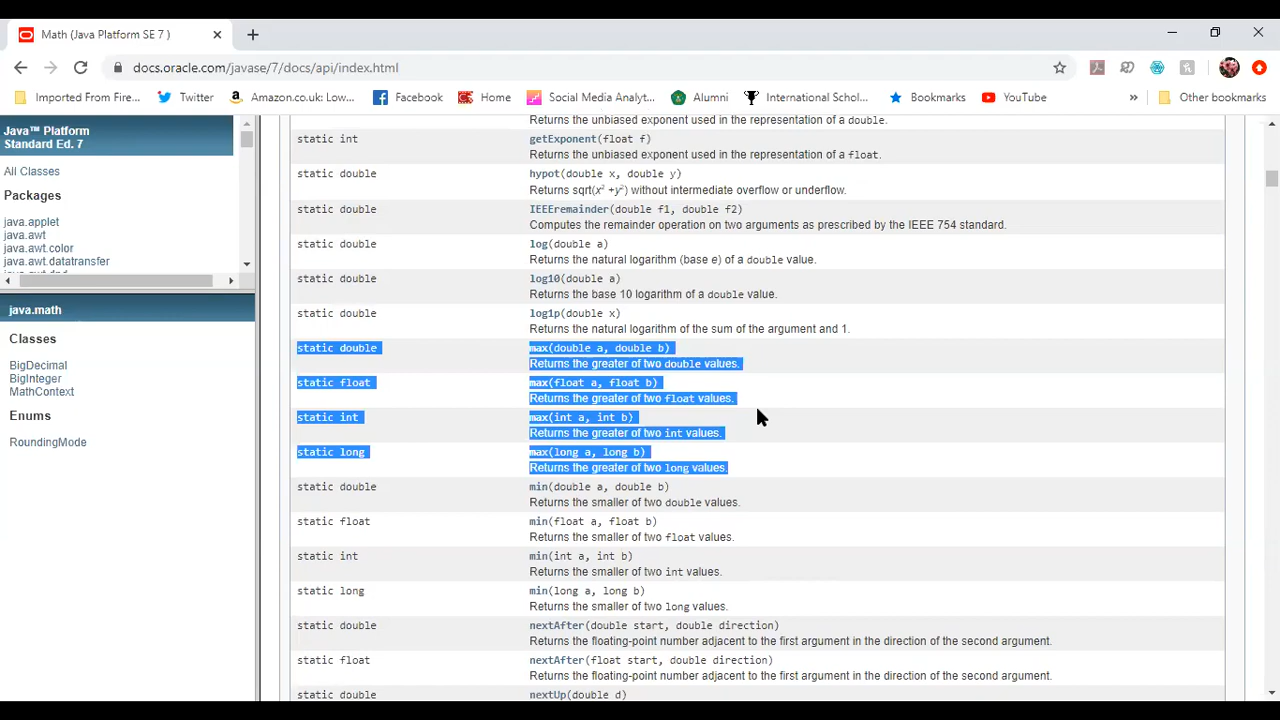 Math (Java Platform SE 7 )
docs.oracle.com/javase/7/docs/api/index.html
Imported From Fire... Twitter Amazon.co.uk: Low... Facebook Home Social Media Analyt... Alumni International Schol... Bookmarks YouTube » Other bookmarks
Java™ Platform
Standard Ed. 7
All Classes
Packages
java.applet
java.awt
java.awt.color
java.awt.datatransfer
java.awt.dnd
java.math
Classes
BigDecimal
BigInteger
MathContext
Enums
RoundingMode
Returns the unbiased exponent used in the representation of a double.
static int getExponent(float f)
Returns the unbiased exponent used in the representation of a float.
static double hypot(double x, double y)
Returns sqrt(x² +y²) without intermediate overflow or underflow.
static double IEEEremainder(double f1, double f2)
Computes the remainder operation on two arguments as prescribed by the IEEE 754 standard.
static double log(double a)
Returns the natural logarithm (base e) of a double value.
static double log10(double a)
Returns the base 10 logarithm of a double value.
static double log1p(double x)
Returns the natural logarithm of the sum of the argument and 1.
static double max(double a, double b)
Returns the greater of two double values.
static float max(float a, float b)
Returns the greater of two float values.
static int max(int a, int b)
Returns the greater of two int values.
static long max(long a, long b)
Returns the greater of two long values.
static double min(double a, double b)
Returns the smaller of two double values.
static float min(float a, float b)
Returns the smaller of two float values.
static int min(int a, int b)
Returns the smaller of two int values.
static long min(long a, long b)
Returns the smaller of two long values.
static double nextAfter(double start, double direction)
Returns the floating-point number adjacent to the first argument in the direction of the second argument.
static float nextAfter(float start, double direction)
Returns the floating-point number adjacent to the first argument in the direction of the second argument.
static double nextUp(double d)